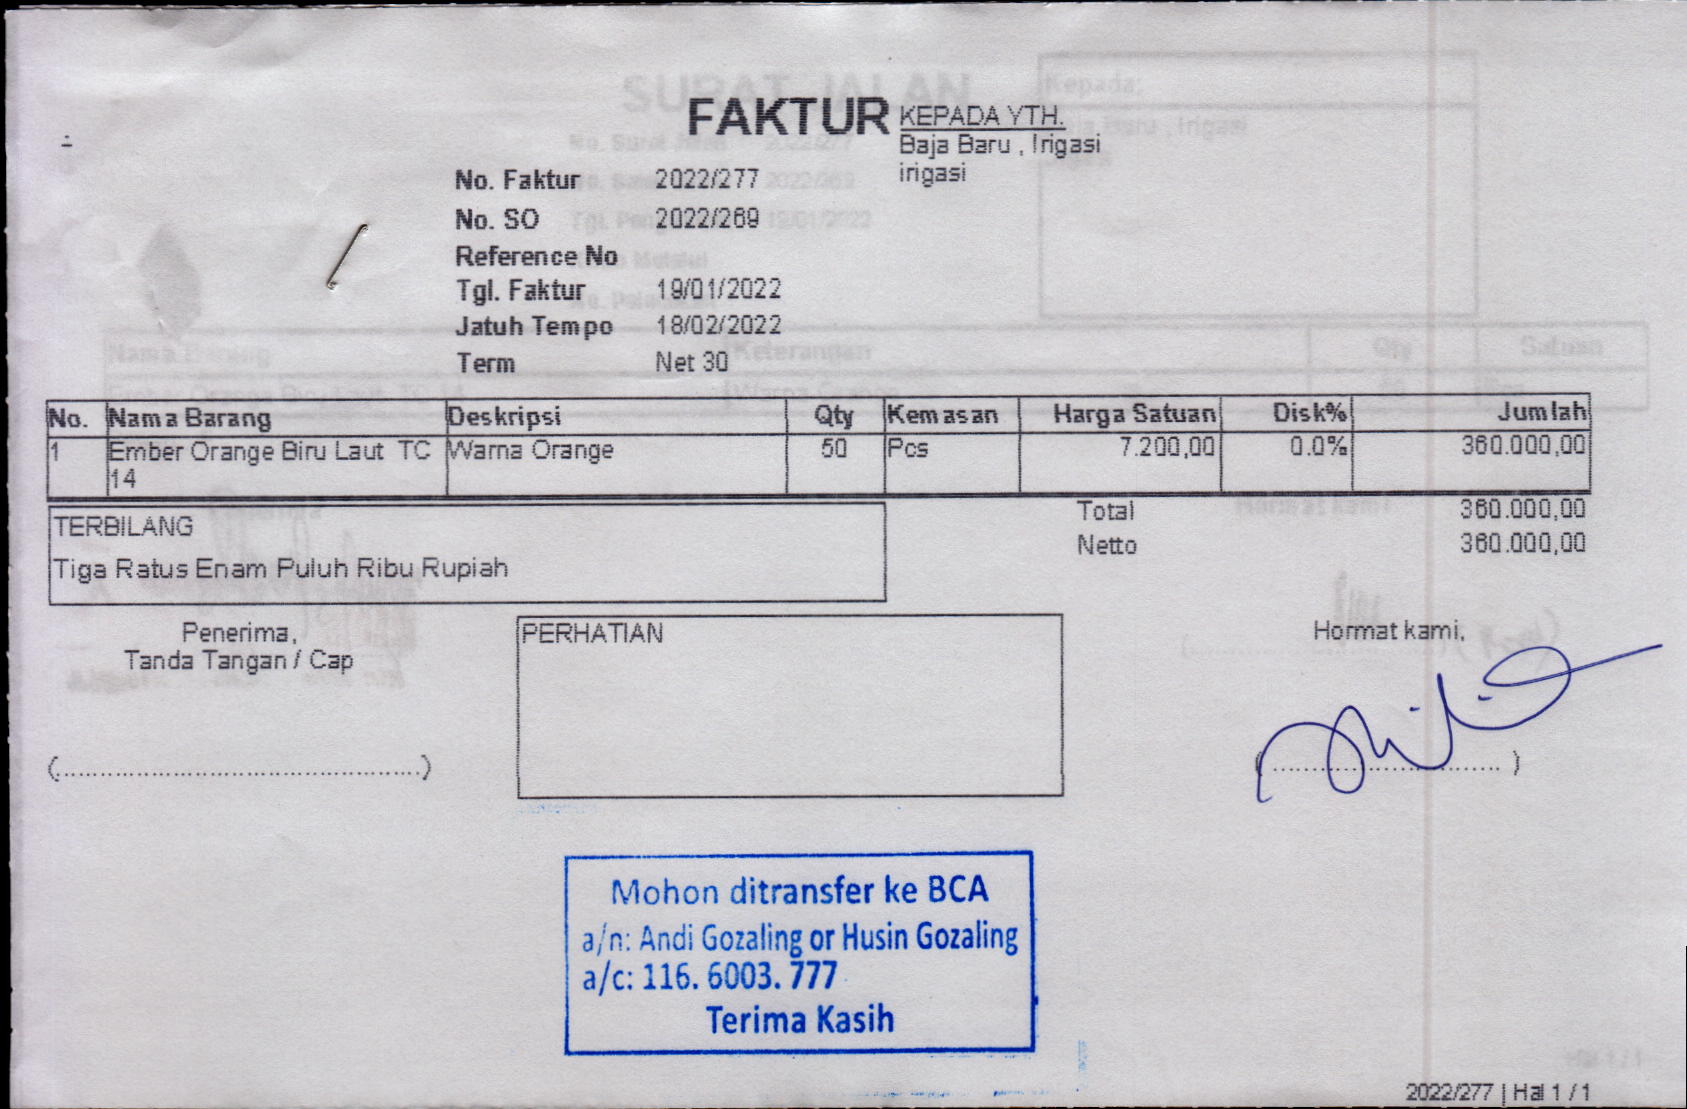 FAKTUR
KEPADA YTH.
Baja Baru , Irigasi
irigasi
No. Faktur 2022/277
No. SO 2022/269
Reference No
Tgl. Faktur 19/01/2022
Jatuh Tempo 18/02/2022
Term Net 30
No. Nama Barang Deskripsi Qty Kemasan Harga Satuan Disk% Jumlah
1 Ember Orange Biru Laut TC Warna Orange 50 Pcs 7.200,00 0.0% 360.000,00
14
TERBILANG
Tiga Ratus Enam Puluh Ribu Rupiah
Total 360.000,00
Netto 360.000,00
Penerima,
Tanda Tangan / Cap
(................................................)
PERHATIAN
Hormat kami,
(................................)
Mohon ditransfer ke BCA
a/n: Andi Gozaling or Husin Gozaling
a/c: 116. 6003. 777
Terima Kasih
2022/277 | Hal 1 / 1